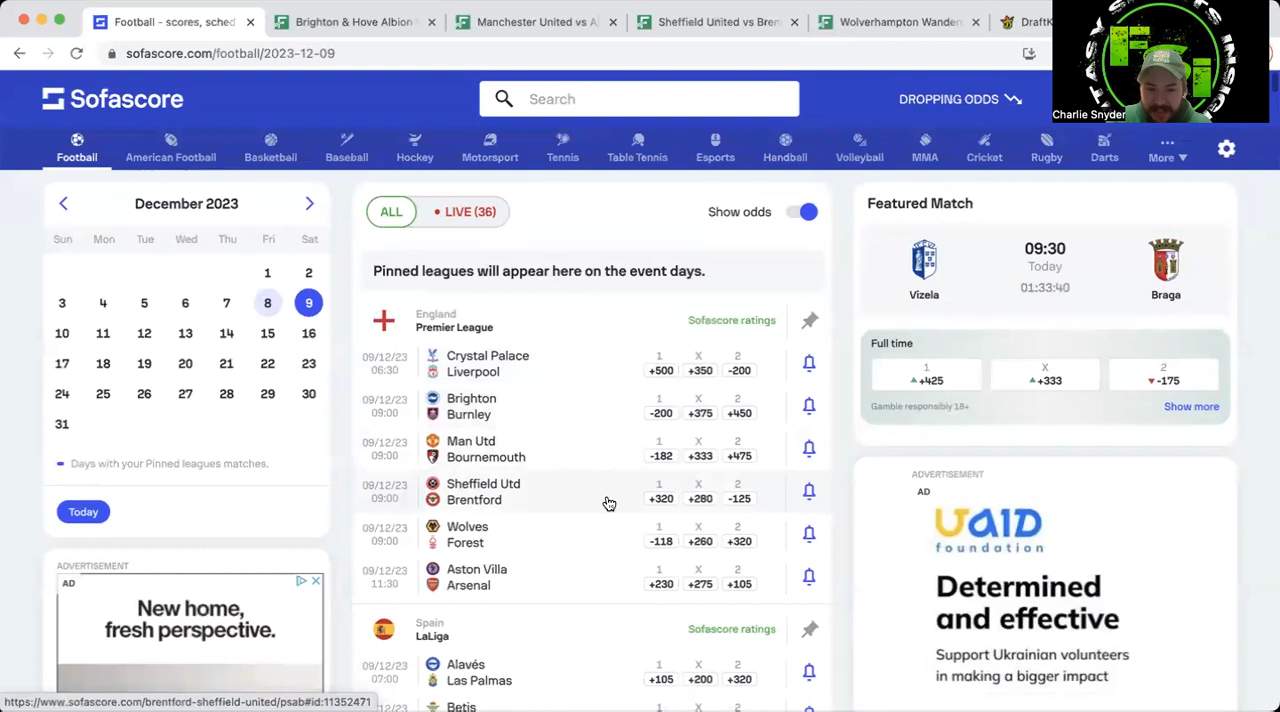 Football - scores, sched
Brighton & Hove Albion
Manchester United vs A
Sheffield United vs Bren
Wolverhampton Wander
DraftK
sofascore.com/football/2023-12-09
Sofascore
Search
DROPPING ODDS
FSi
Charlie Snyder
Football
American Football
Basketball
Baseball
Hockey
Motorsport
Tennis
Table Tennis
Esports
Handball
Volleyball
MMA
Cricket
Rugby
Darts
More
December 2023
Sun Mon Tue Wed Thu Fri Sat
1 2
3 4 5 6 7 8 9
10 11 12 13 14 15 16
17 18 19 20 21 22 23
24 25 26 27 28 29 30
31
Days with your Pinned leagues matches.
Today
ADVERTISEMENT
AD
New home,
fresh perspective.
https://www.sofascore.com/brentford-sheffield-united/psab#id:11352471
ALL
LIVE (36)
Show odds
Pinned leagues will appear here on the event days.
England
Premier League
Sofascore ratings
09/12/23 Crystal Palace 1 X 2
06:30 Liverpool +500 +350 -200
09/12/23 Brighton 1 X 2
09:00 Burnley -200 +375 +450
09/12/23 Man Utd 1 X 2
09:00 Bournemouth -182 +333 +475
09/12/23 Sheffield Utd 1 X 2
09:00 Brentford +320 +280 -125
09/12/23 Wolves 1 X 2
09:00 Forest -118 +260 +320
09/12/23 Aston Villa 1 X 2
11:30 Arsenal +230 +275 +105
Spain
LaLiga
Sofascore ratings
09/12/23 Alavés 1 X 2
09:00 Las Palmas +105 +200 +320
09/12/23 Betis 1 X 2
Featured Match
09:30
Today
01:33:40
Vizela
Braga
Full time
1 X 2
+425 +333 -175
Gamble responsibly 18+
Show more
ADVERTISEMENT
AD
UAID
foundation
Determined
and effective
Support Ukrainian volunteers
in making a bigger impact